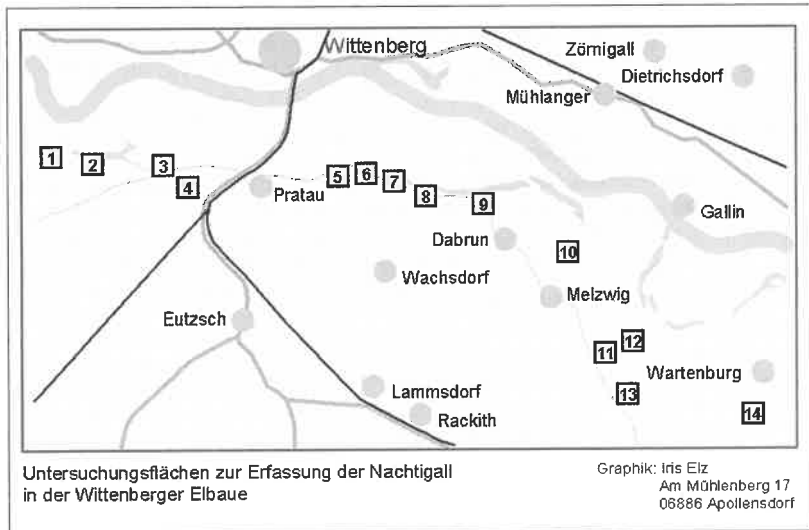 Wittenberg
Zörnigall
Dietrichsdorf
Mühlanger
1
2
3
4
5
6
7
8
9
10
11
12
13
14
Pratau
Gallin
Dabrun
Wachsdorf
Melzwig
Eutzsch
Wartenburg
Lammsdorf
Rackith
Untersuchungsflächen zur Erfassung der Nachtigall
in der Wittenberger Elbaue
Graphik: Iris Elz
Am Mühlenberg 17
06886 Apollensdorf